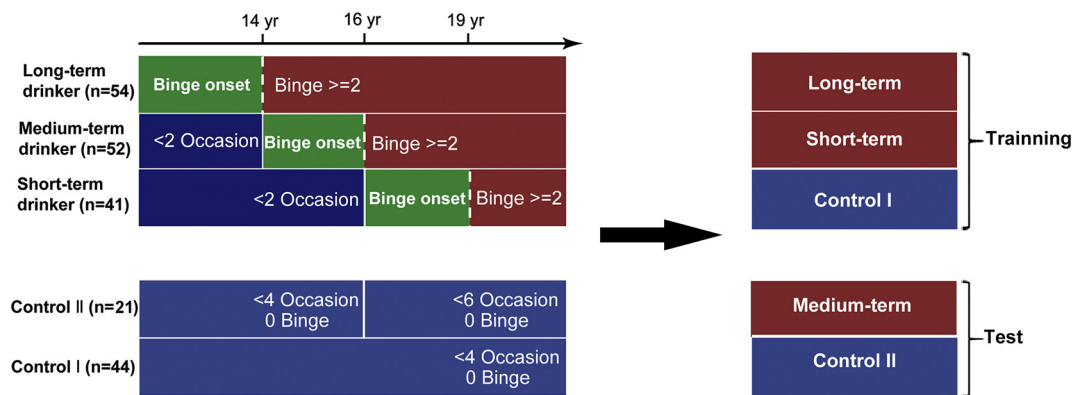 14 yr 16 yr 19 yr
Long-term
drinker (n=54)
Binge onset
Binge >=2
Medium-term
drinker (n=52)
<2 Occasion
Binge onset
Binge >=2
Short-term
drinker (n=41)
<2 Occasion
Binge onset
Binge >=2
Control II (n=21)
<4 Occasion
0 Binge
<6 Occasion
0 Binge
Control I (n=44)
<4 Occasion
0 Binge
Long-term
Short-term
Control I
Trainning
Medium-term
Control II
Test